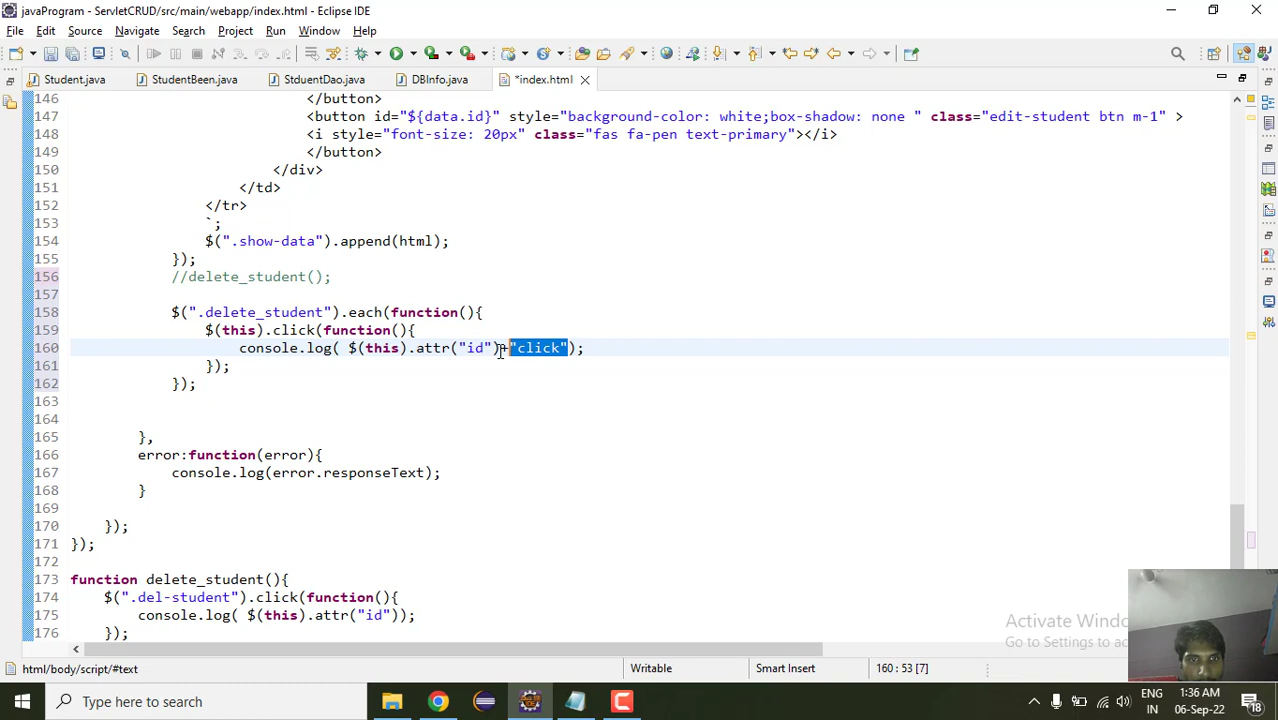 javaProgram - ServletCRUD/src/main/webapp/index.html - Eclipse IDE
File Edit Source Navigate Search Project Run Window Help
Student.java StudentBeen.java StduentDao.java DBInfo.java *index.html
146 </button>
147 <button id="${data.id}" style="background-color: white;box-shadow: none " class="edit-student btn m-1" >
148 <i style="font-size: 20px" class="fas fa-pen text-primary"></i>
149 </button>
150 </div>
151 </td>
152 </tr>
153 `;
154 $(".show-data").append(html);
155 });
156 //delete_student();
157
158 $(".delete_student").each(function(){
159 $(this).click(function(){
160 console.log( $(this).attr("id")+"click");
161 });
162 });
163
164
165 },
166 error:function(error){
167 console.log(error.responseText);
168 }
169
170 });
171 });
172
173 function delete_student(){
174 $(".del-student").click(function(){
175 console.log( $(this).attr("id"));
176 });
Activate Windo
Go to Settings to ac
html/body/script/#text Writable Smart Insert 160 : 53 [7]
Type here to search
ENG
IN
1:36 AM
06-Sep-22
18